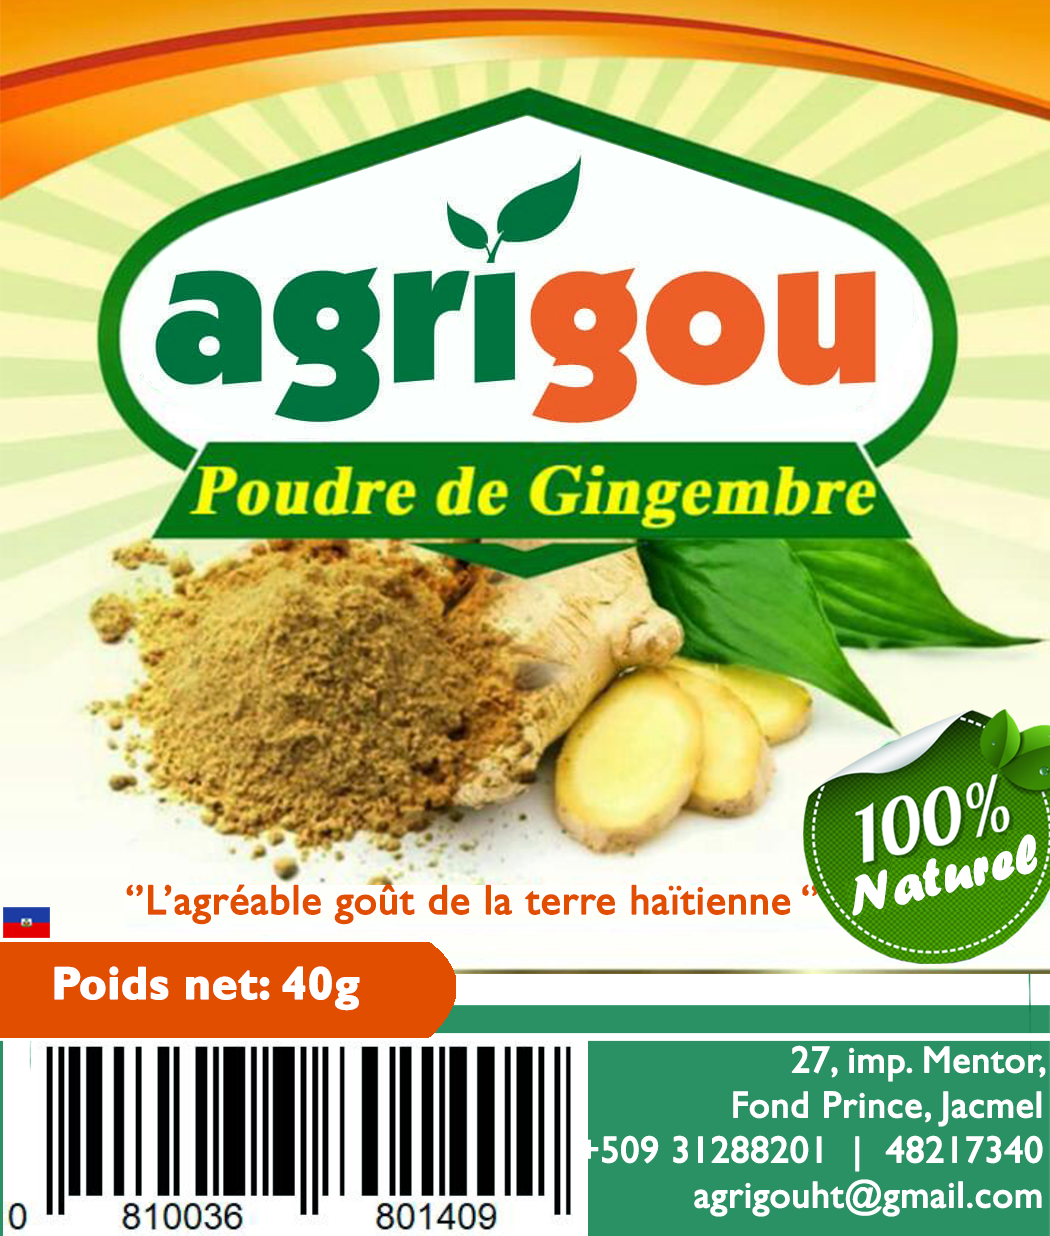 agrigou
Poudre de Gingembre
100%
Naturel
‘’L’agréable goût de la terre haïtienne ‘’
Poids net: 40g
27, imp. Mentor,
Fond Prince, Jacmel
+509 31288201 | 48217340
agrigouht@gmail.com
0 810036 801409